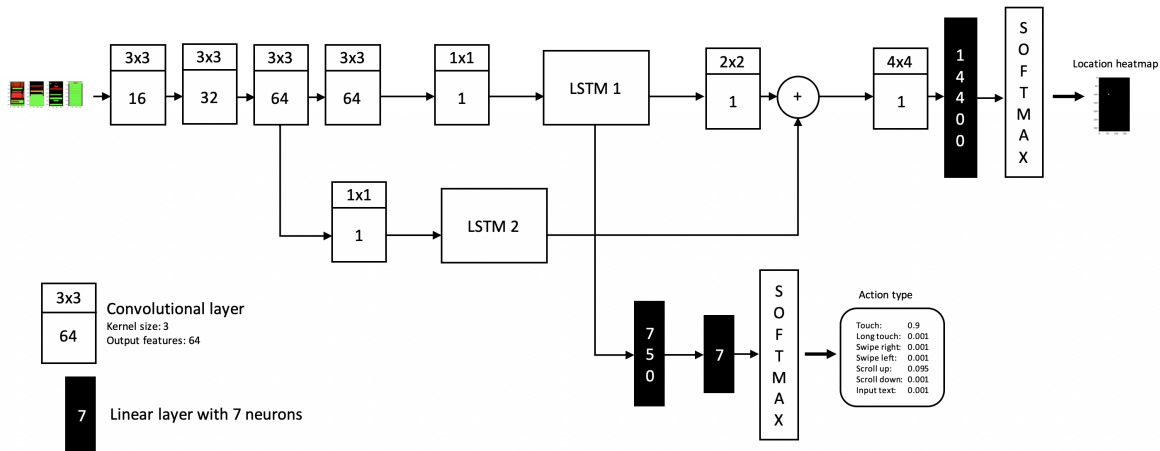 3x3
16
3x3
32
3x3
64
3x3
64
1x1
1
LSTM 1
2x2
1
+
4x4
1
14400
SOFTMAX
Location heatmap
1x1
1
LSTM 2
750
7
SOFTMAX
Action type
Touch: 0.9
Long touch: 0.001
Swipe right: 0.001
Swipe left: 0.001
Scroll up: 0.095
Scroll down: 0.001
Input text: 0.001
3x3
64
Convolutional layer
Kernel size: 3
Output features: 64
7
Linear layer with 7 neurons